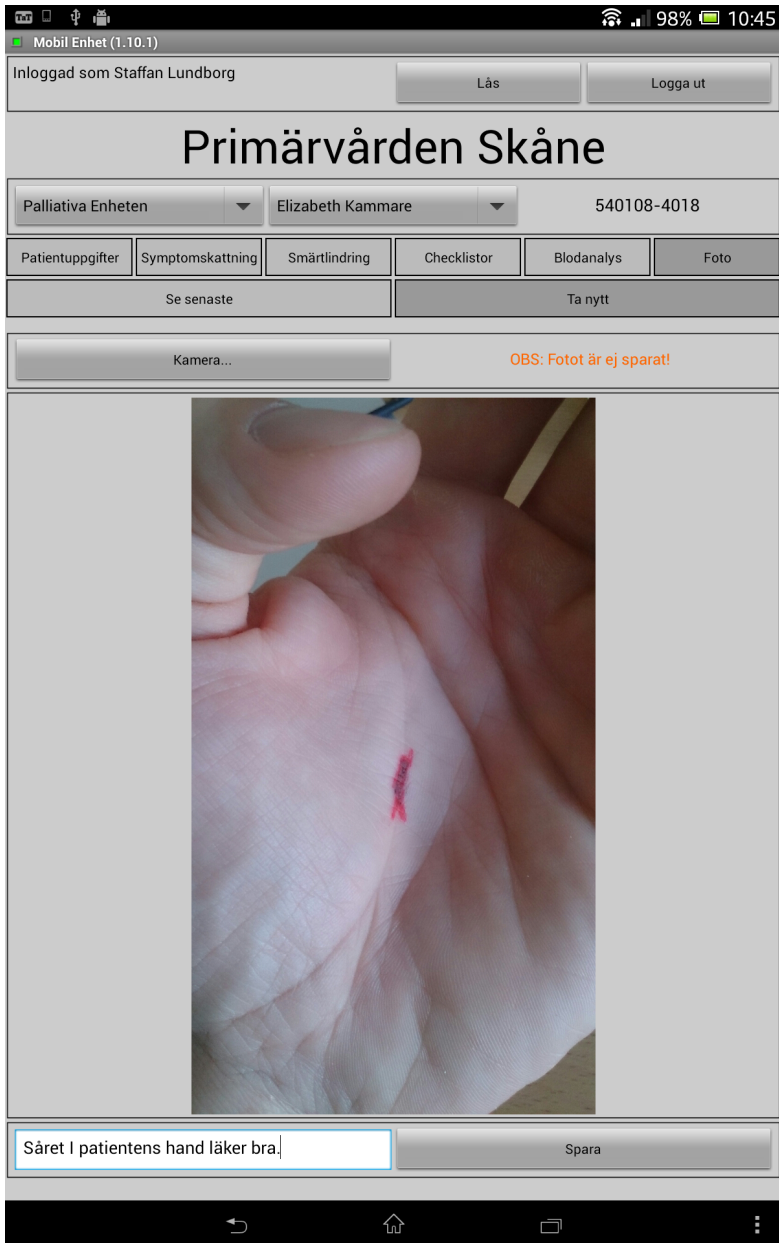 98% 10:45
Mobil Enhet (1.10.1)
Inloggad som Staffan Lundborg
Lås
Logga ut
Primärvården Skåne
Palliativa Enheten
Elizabeth Kammare
540108-4018
Patientuppgifter
Symptomskattning
Smärtlindring
Checklistor
Blodanalys
Foto
Se senaste
Ta nytt
Kamera...
OBS: Fotot är ej sparat!
Såret I patientens hand läker bra.
Spara